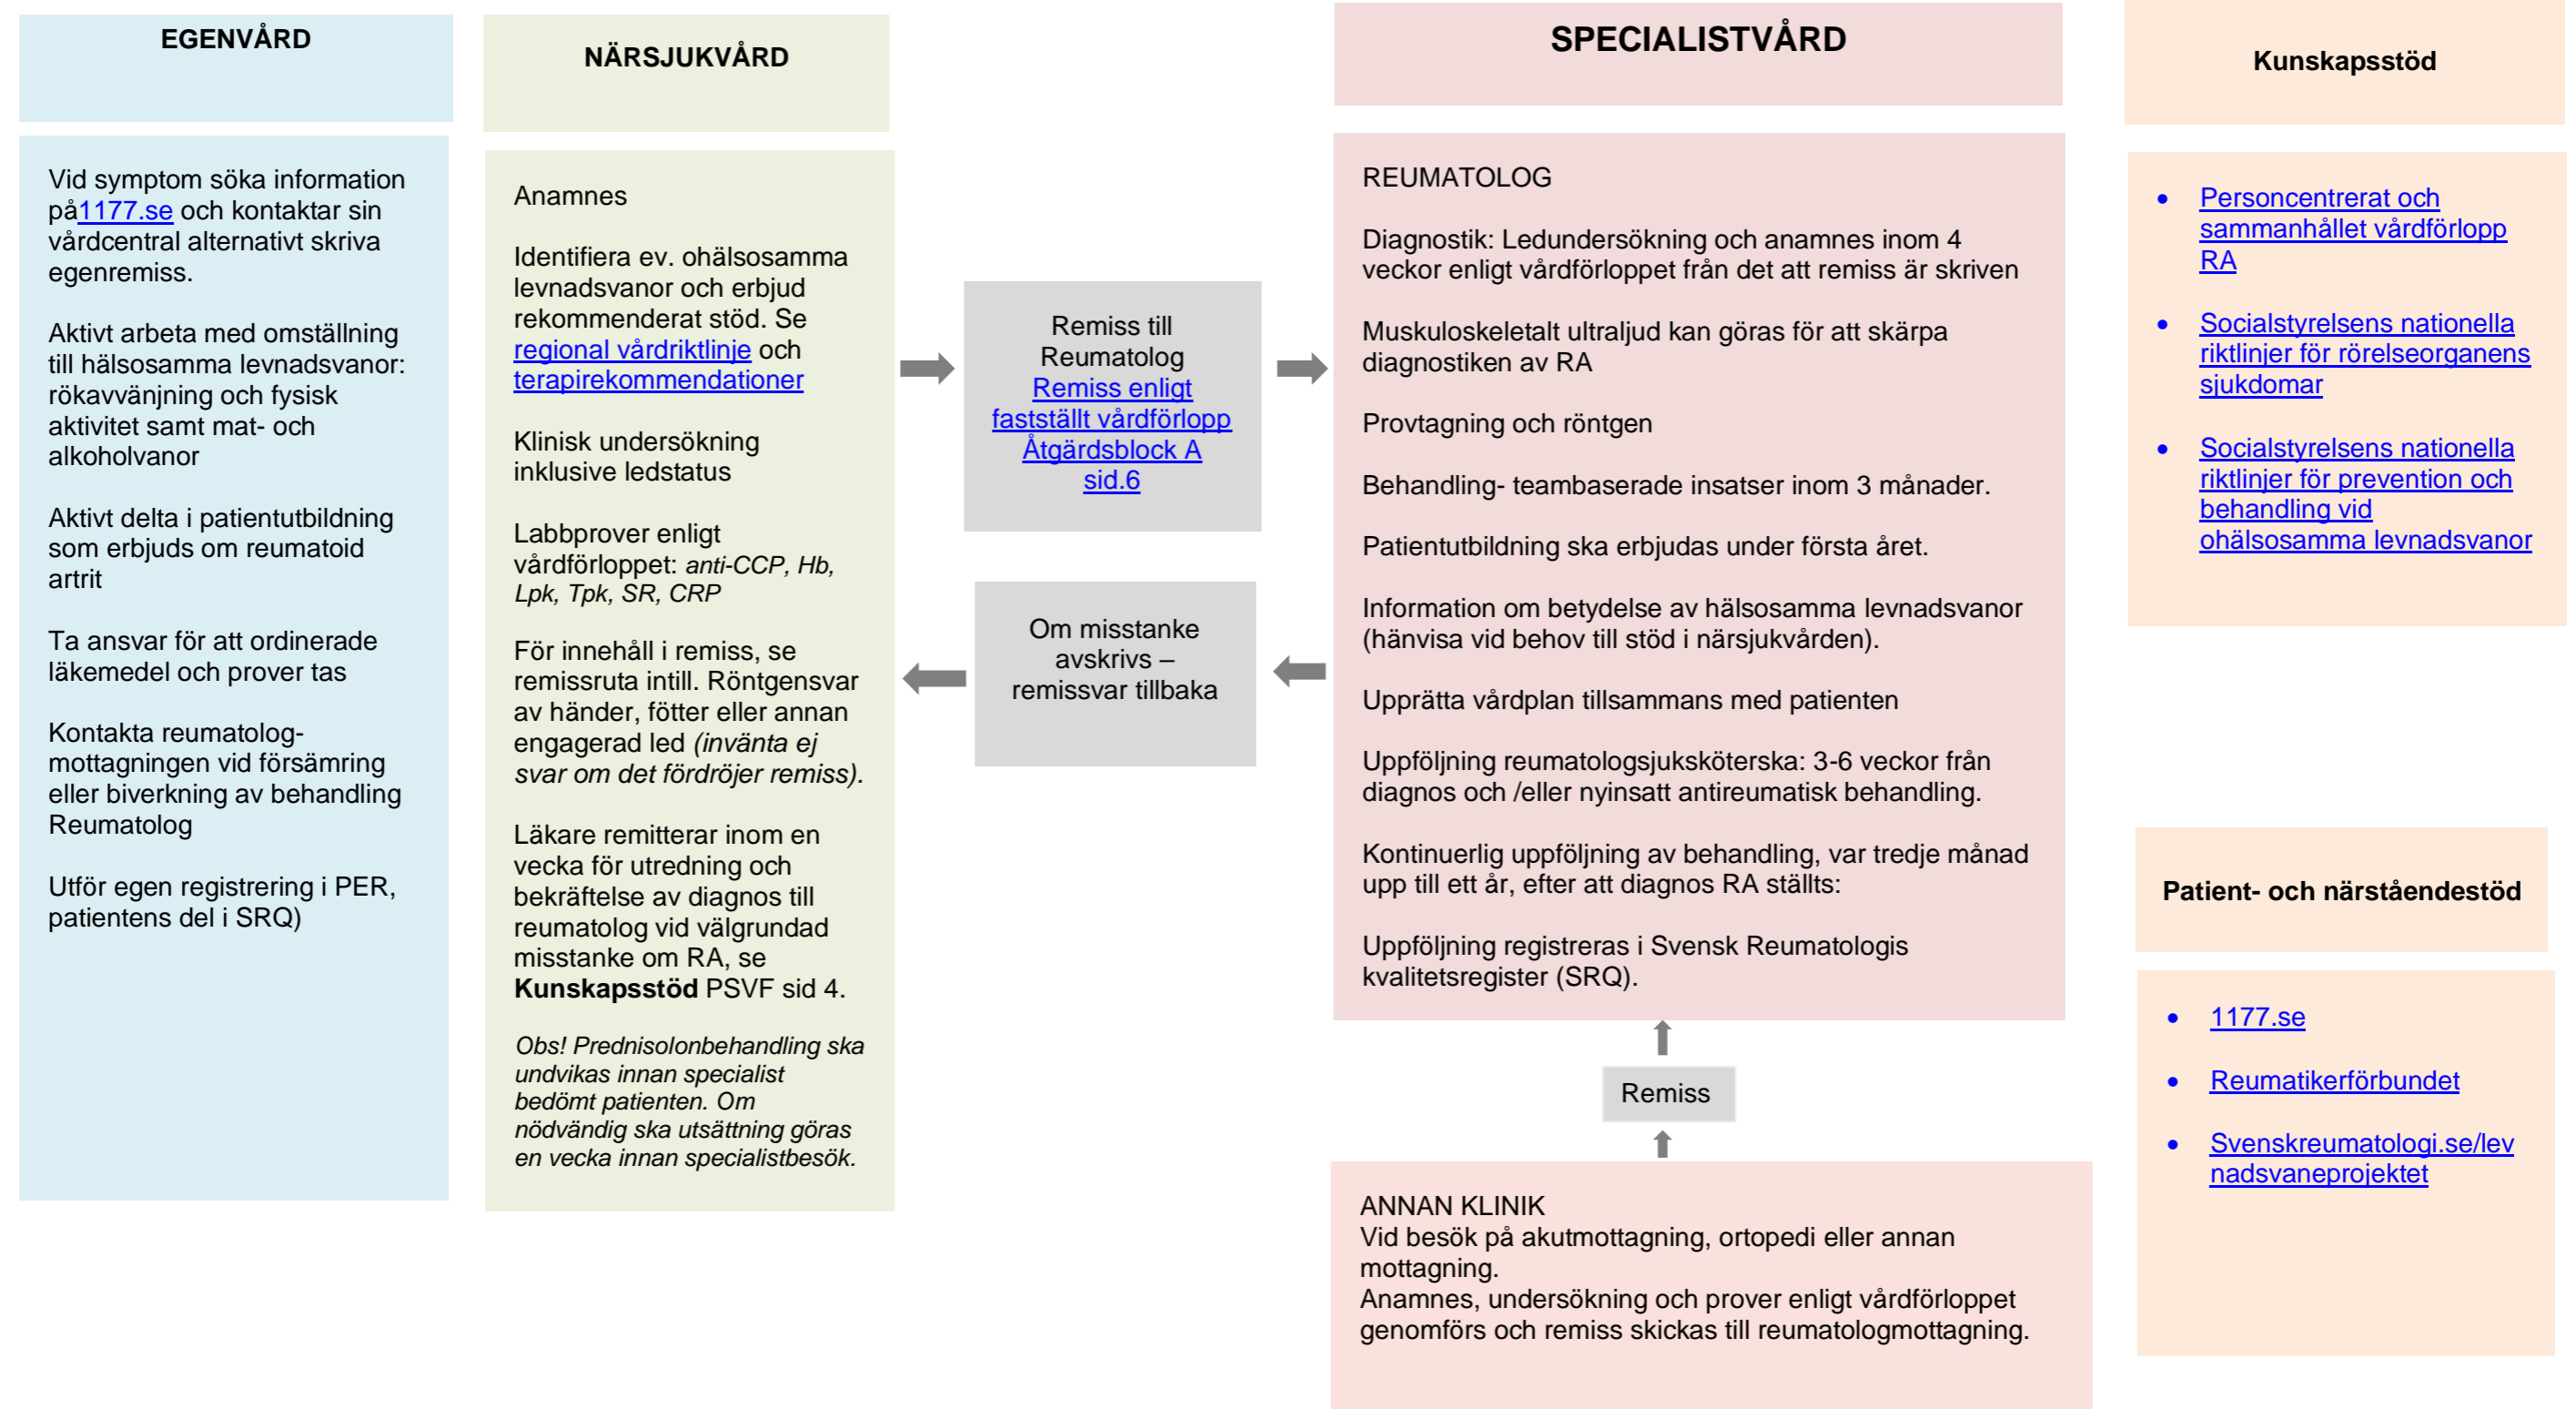 EGENVÅRD
Vid symptom söka information
på1177.se och kontaktar sin
vårdcentral alternativt skriva
egenremiss.
Aktivt arbeta med omställning
till hälsosamma levnadsvanor:
rökavvänjning och fysisk
aktivitet samt mat- och
alkoholvanor
Aktivt delta i patientutbildning
som erbjuds om reumatoid
artrit
Ta ansvar för att ordinerade
läkemedel och prover tas
Kontakta reumatolog-
mottagningen vid försämring
eller biverkning av behandling
Reumatolog
Utför egen registrering i PER,
patientens del i SRQ)
NÄRSJUKVÅRD
Anamnes
Identifiera ev. ohälsosamma
levnadsvanor och erbjud
rekommenderat stöd. Se
regional vårdriktlinje och
terapirekommendationer
Klinisk undersökning
inklusive ledstatus
Labbprover enligt
vårdförloppet: anti-CCP, Hb,
Lpk, Tpk, SR, CRP
För innehåll i remiss, se
remissruta intill. Röntgensvar
av händer, fötter eller annan
engagerad led (invänta ej
svar om det fördröjer remiss).
Läkare remitterar inom en
vecka för utredning och
bekräftelse av diagnos till
reumatolog vid välgrundad
misstanke om RA, se
Kunskapsstöd PSVF sid 4.
Obs! Prednisolonbehandling ska
undvikas innan specialist
bedömt patienten. Om
nödvändig ska utsättning göras
en vecka innan specialistbesök.
Remiss till
Reumatolog
Remiss enligt
fastställt vårdförlopp
Åtgärdsblock A
sid.6
Om misstanke
avskrivs –
remissvar tillbaka
SPECIALISTVÅRD
REUMATOLOG
Diagnostik: Ledundersökning och anamnes inom 4
veckor enligt vårdförloppet från det att remiss är skriven
Muskuloskeletalt ultraljud kan göras för att skärpa
diagnostiken av RA
Provtagning och röntgen
Behandling- teambaserade insatser inom 3 månader.
Patientutbildning ska erbjudas under första året.
Information om betydelse av hälsosamma levnadsvanor
(hänvisa vid behov till stöd i närsjukvården).
Upprätta vårdplan tillsammans med patienten
Uppföljning reumatologsjuksköterska: 3-6 veckor från
diagnos och /eller nyinsatt antireumatisk behandling.
Kontinuerlig uppföljning av behandling, var tredje månad
upp till ett år, efter att diagnos RA ställts:
Uppföljning registreras i Svensk Reumatologis
kvalitetsregister (SRQ).
Remiss
ANNAN KLINIK
Vid besök på akutmottagning, ortopedi eller annan
mottagning.
Anamnes, undersökning och prover enligt vårdförloppet
genomförs och remiss skickas till reumatologmottagning.
Kunskapsstöd
• Personcentrerat och
sammanhållet vårdförlopp
RA
• Socialstyrelsens nationella
riktlinjer för rörelseorganens
sjukdomar
• Socialstyrelsens nationella
riktlinjer för prevention och
behandling vid
ohälsosamma levnadsvanor
Patient- och närståendestöd
• 1177.se
• Reumatikerförbundet
• Svenskreumatologi.se/lev
nadsvaneprojektet